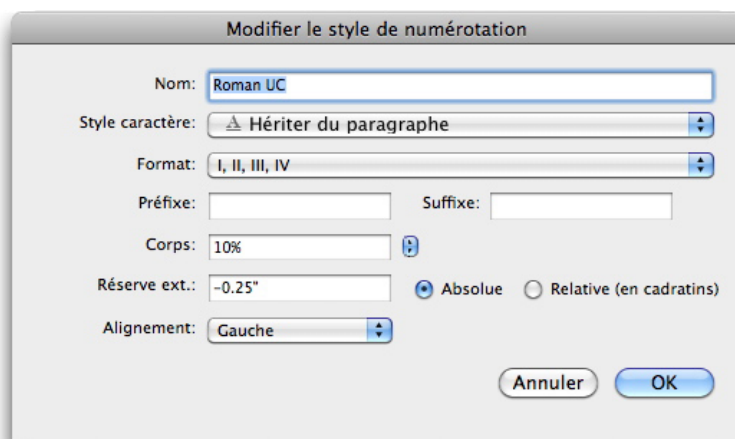 Modifier le style de numérotation
Nom: Roman UC
Style caractère: A Hériter du paragraphe
Format: I, II, III, IV
Préfixe: Suffixe:
Corps: 10%
Réserve ext.: -0.25" Absolue Relative (en cadratins)
Alignement: Gauche
Annuler OK